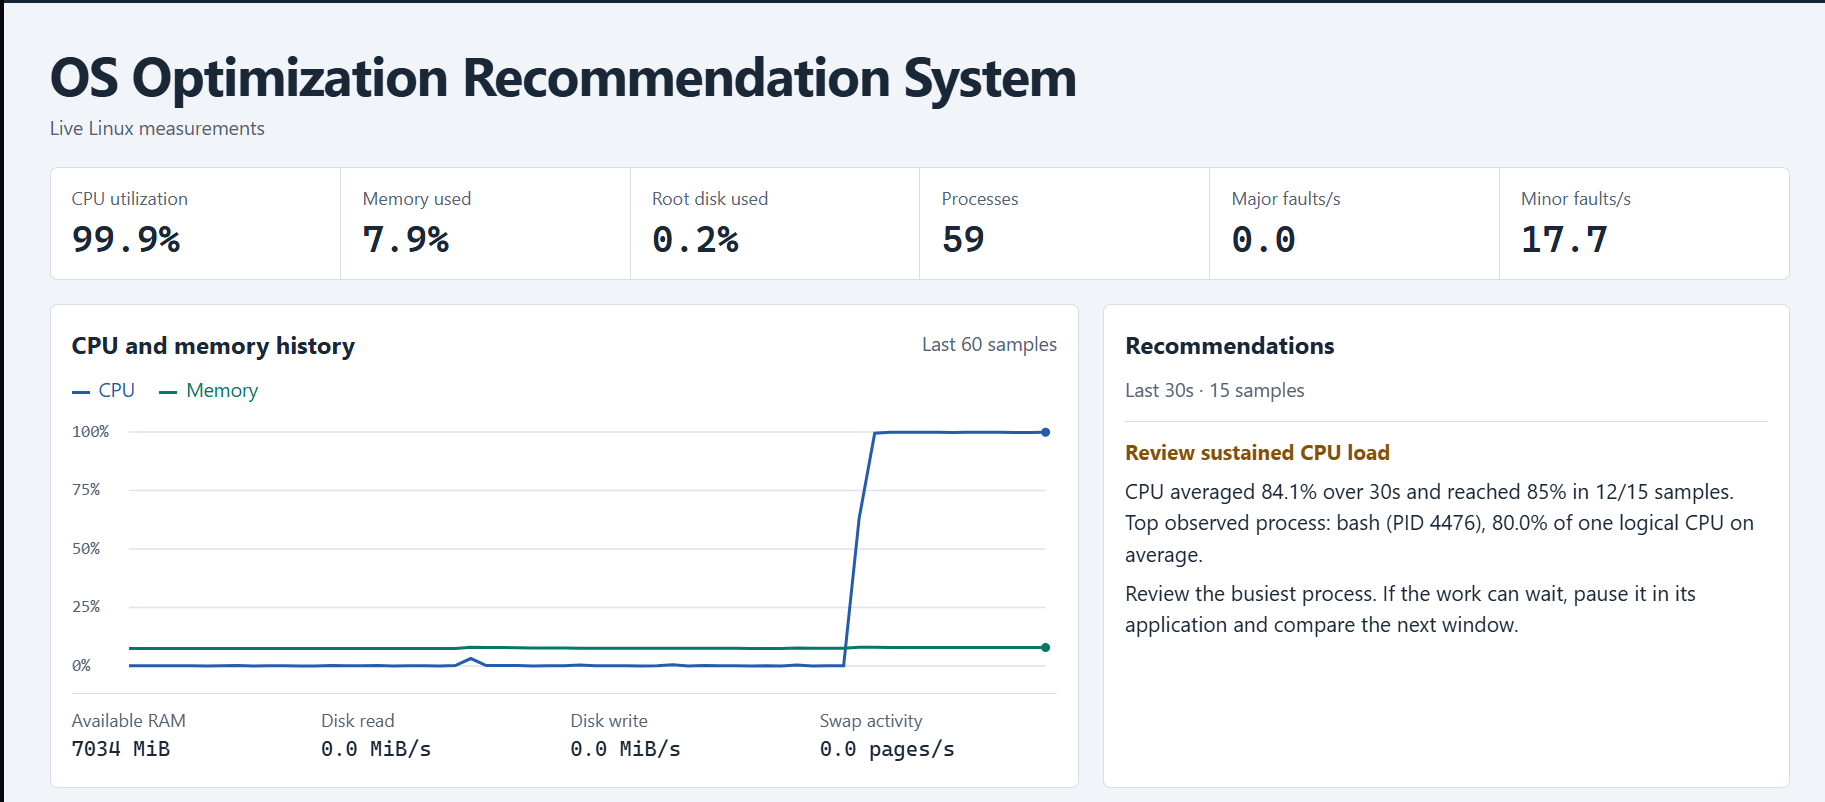 OS Optimization Recommendation System
Live Linux measurements
CPU utilization
99.9%
Memory used
7.9%
Root disk used
0.2%
Processes
59
Major faults/s
0.0
Minor faults/s
17.7
CPU and memory history
Last 60 samples
CPU
Memory
100%
75%
50%
25%
0%
Available RAM
7034 MiB
Disk read
0.0 MiB/s
Disk write
0.0 MiB/s
Swap activity
0.0 pages/s
Recommendations
Last 30s · 15 samples
Review sustained CPU load
CPU averaged 84.1% over 30s and reached 85% in 12/15 samples.
Top observed process: bash (PID 4476), 80.0% of one logical CPU on
average.
Review the busiest process. If the work can wait, pause it in its
application and compare the next window.